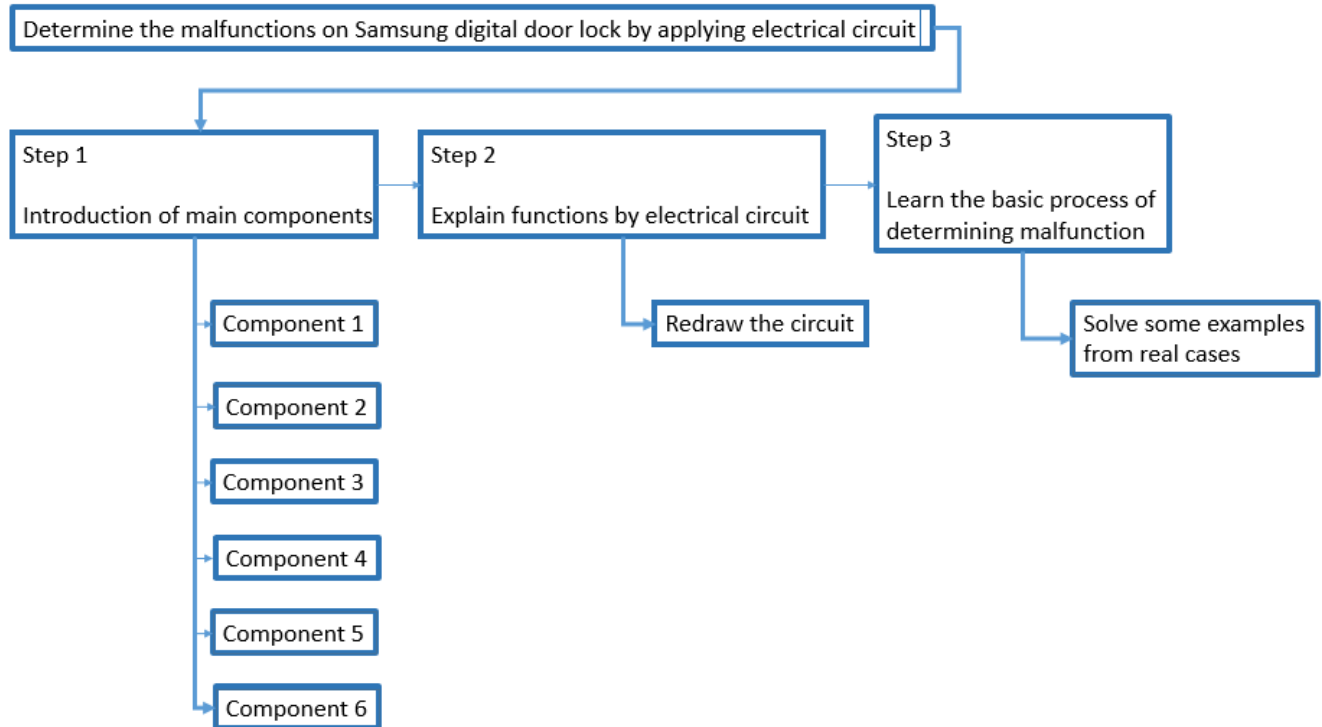 Determine the malfunctions on Samsung digital door lock by applying electrical circuit
Step 1
Introduction of main components
Step 2
Explain functions by electrical circuit
Step 3
Learn the basic process of
determining malfunction
Component 1
Component 2
Component 3
Component 4
Component 5
Component 6
Redraw the circuit
Solve some examples
from real cases